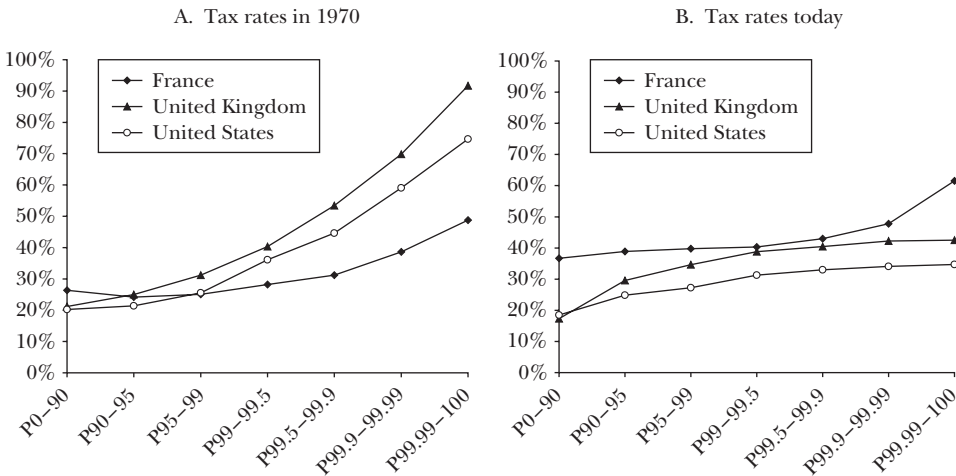 A. Tax rates in 1970
100%
90%
80%
70%
60%
50%
40%
30%
20%
10%
0%
France
United Kingdom
United States
P0–90
P90–95
P95–99
P99–99.5
P99.5–99.9
P99.9–99.99
P99.99–100
B. Tax rates today
100%
90%
80%
70%
60%
50%
40%
30%
20%
10%
0%
France
United Kingdom
United States
P0–90
P90–95
P95–99
P99–99.5
P99.5–99.9
P99.9–99.99
P99.99–100